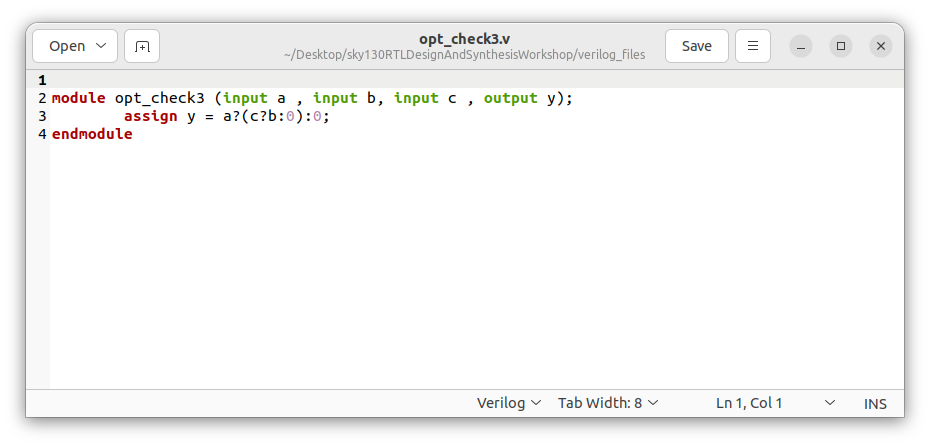 Open
opt_check3.v
~/Desktop/sky130RTLDesignAndSynthesisWorkshop/verilog_files
Save
1
2 module opt_check3 (input a , input b, input c , output y);
3         assign y = a?(c?b:0):0;
4 endmodule
Verilog Tab Width: 8 Ln 1, Col 1 INS